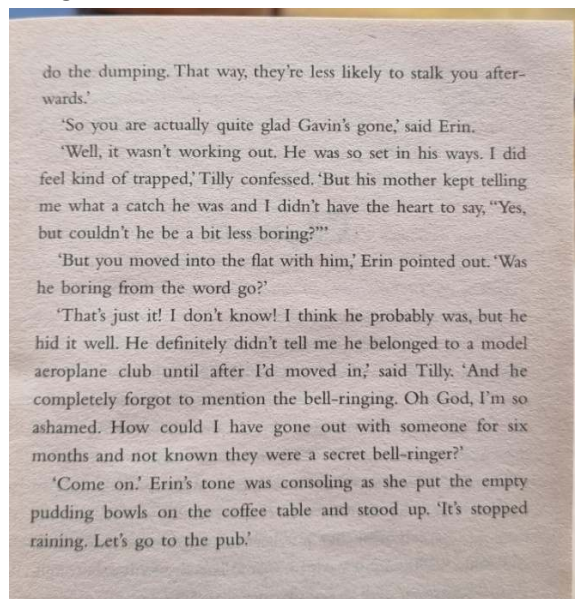 do the dumping. That way, they're less likely to stalk you after-
wards.'
'So you are actually quite glad Gavin's gone,' said Erin.
'Well, it wasn't working out. He was so set in his ways. I did
feel kind of trapped,' Tilly confessed. 'But his mother kept telling
me what a catch he was and I didn't have the heart to say, "Yes,
but couldn't he be a bit less boring?"'
'But you moved into the flat with him,' Erin pointed out. "Was
he boring from the word go?'
'That's just it! I don't know! I think he probably was, but he
hid it well. He definitely didn't tell me he belonged to a model
aeroplane club until after I'd moved in,' said Tilly. 'And he
completely forgot to mention the bell-ringing. Oh God, I'm so
ashamed. How could I have gone out with someone for six
months and not known they were a secret bell-ringer?'
'Come on.' Erin's tone was consoling as she put the empty
pudding bowls on the coffee table and stood up. 'It's stopped
raining. Let's go to the pub.'